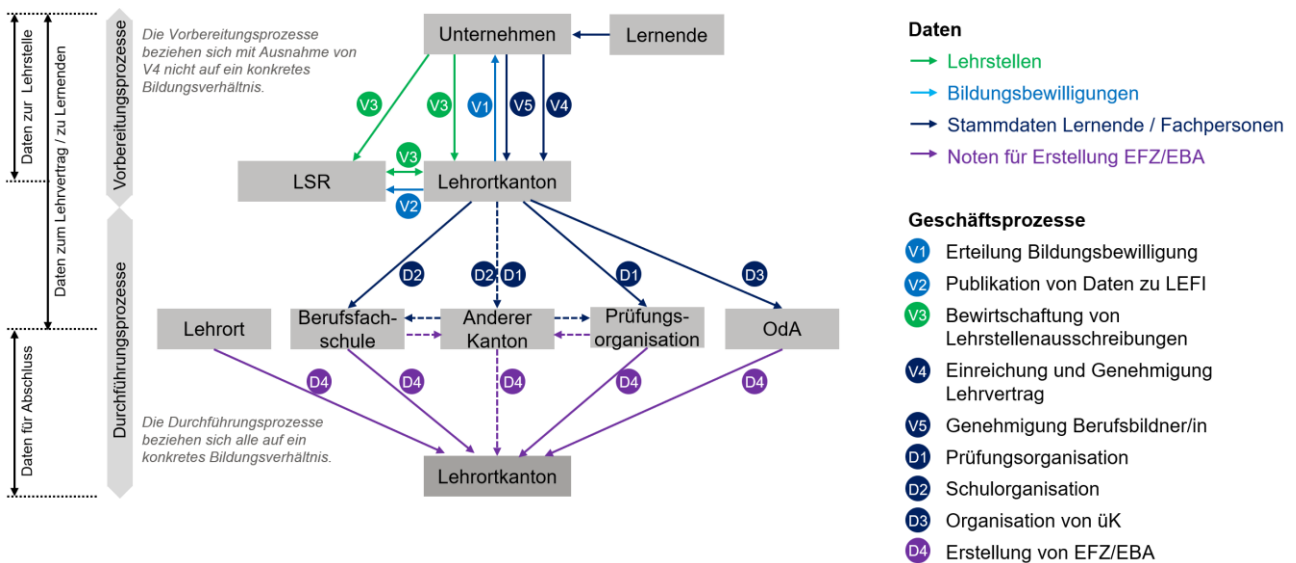 Daten zur Lehrstelle
Daten zum Lehrvertrag / zu Lernenden
Daten für Abschluss
Vorbereitungsprozesse
Durchführungsprozesse
Die Vorbereitungsprozesse
beziehen sich mit Ausnahme von
V4 nicht auf ein konkretes
Bildungsverhältnis.
Unternehmen
Lernende
V3
V3
V1
V5
V4
LSR
V3
V2
Lehrortkanton
D2
D2
D1
D1
D3
Lehrort
Berufsfach-
schule
Anderer
Kanton
Prüfungs-
organisation
OdA
D4
D4
D4
D4
D4
Die Durchführungsprozesse
beziehen sich alle auf ein
konkretes Bildungsverhältnis.
Lehrortkanton
Daten
Lehrstellen
Bildungsbewilligungen
Stammdaten Lernende / Fachpersonen
Noten für Erstellung EFZ/EBA
Geschäftsprozesse
V1 Erteilung Bildungsbewilligung
V2 Publikation von Daten zu LEFI
V3 Bewirtschaftung von
Lehrstellenausschreibungen
V4 Einreichung und Genehmigung
Lehrvertrag
V5 Genehmigung Berufsbildner/in
D1 Prüfungsorganisation
D2 Schulorganisation
D3 Organisation von üK
D4 Erstellung von EFZ/EBA